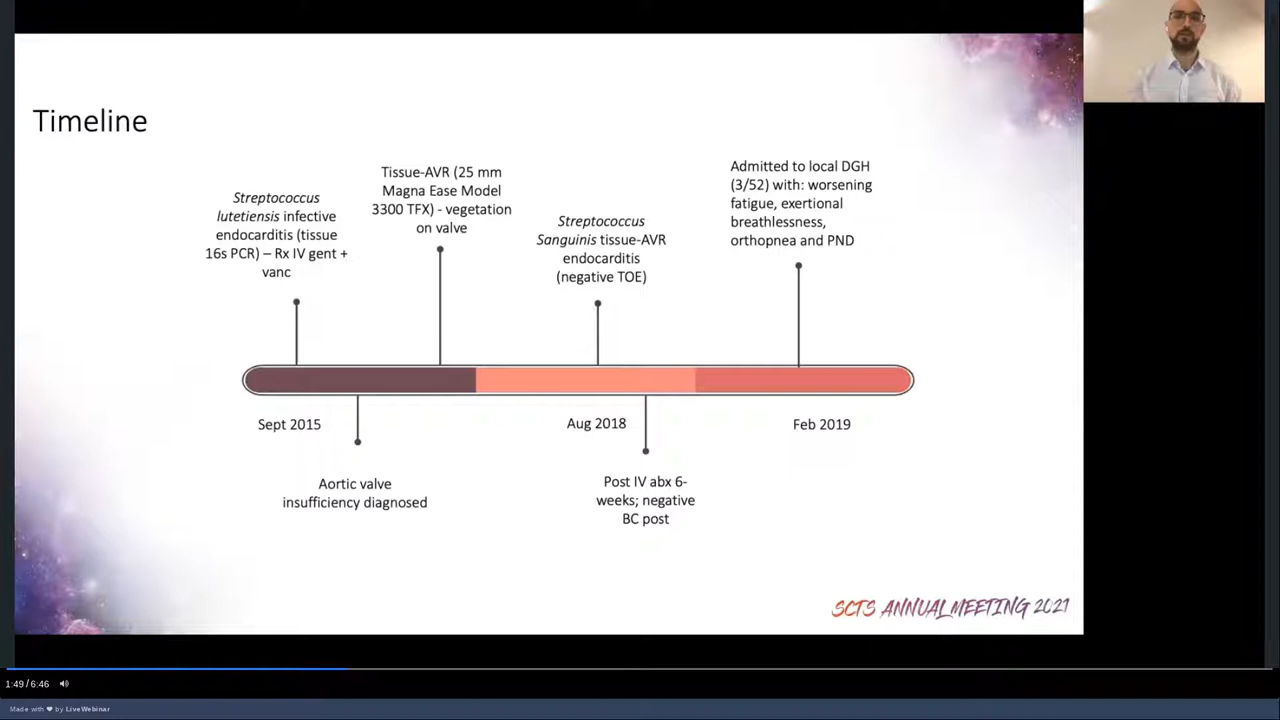 Timeline
Streptococcus
lutetiensis infective
endocarditis (tissue
16s PCR) – Rx IV gent +
vanc
Tissue-AVR (25 mm
Magna Ease Model
3300 TFX) - vegetation
on valve
Streptococcus
Sanguinis tissue-AVR
endocarditis
(negative TOE)
Admitted to local DGH
(3/52) with: worsening
fatigue, exertional
breathlessness,
orthopnea and PND
Sept 2015
Aug 2018
Feb 2019
Aortic valve
insufficiency diagnosed
Post IV abx 6-
weeks; negative
BC post
SCTS ANNUAL MEETING 2021
1:49 / 6:46
Made with ❤ by LiveWebinar